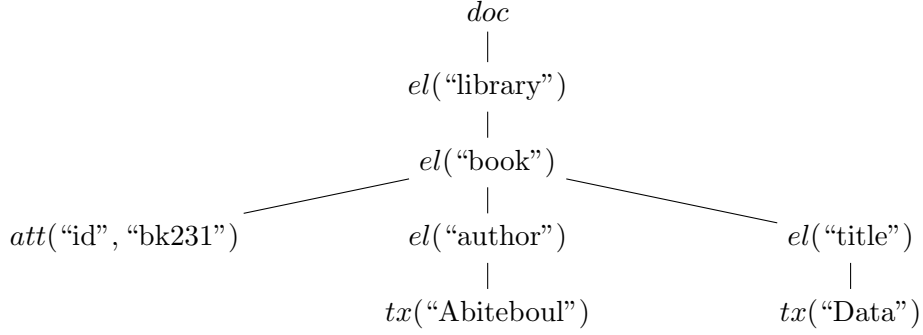 doc
el(“library”)
el(“book”)
att(“id”, “bk231”) el(“author”) el(“title”)
tx(“Abiteboul”) tx(“Data”)